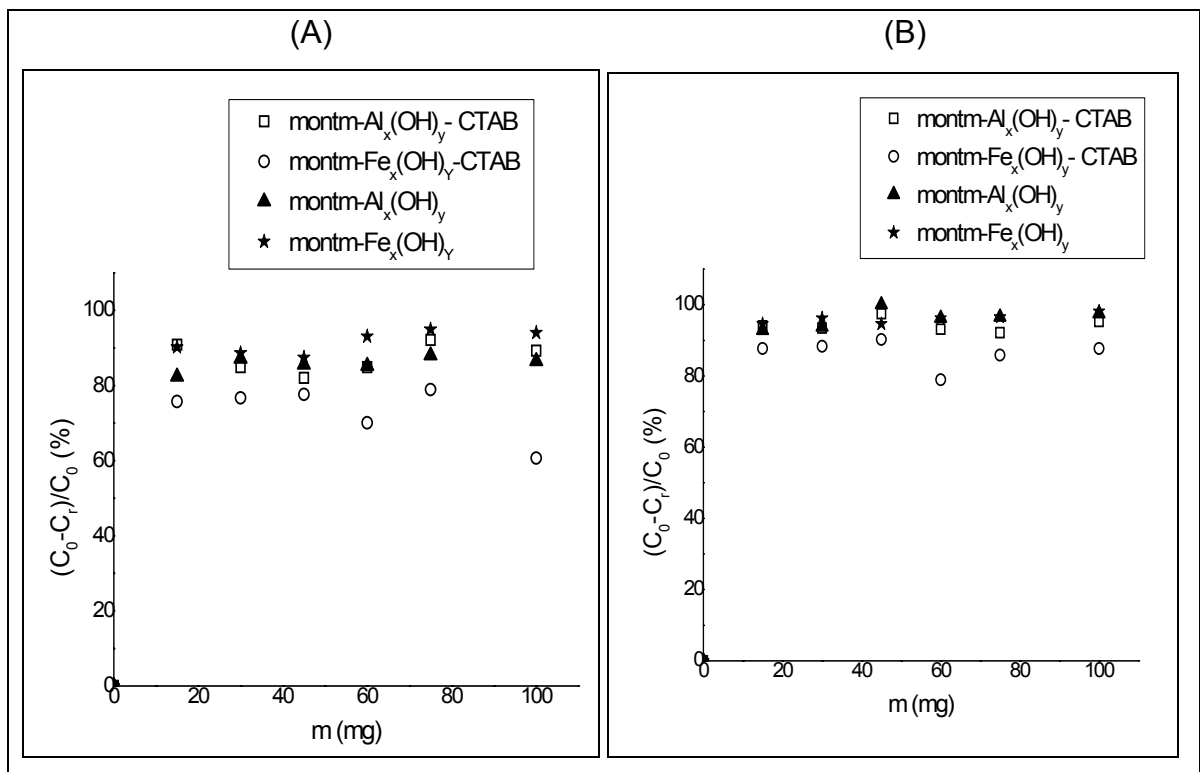 (A)
montm-Alₓ(OH)ᵧ- CTAB
montm-Feₓ(OH)Y-CTAB
montm-Alₓ(OH)ᵧ
montm-Feₓ(OH)Y
100
80
60
40
20
0
(C₀-Cᵣ)/C₀ (%)
0 20 40 60 80 100
m (mg)
(B)
montm-Alₓ(OH)ᵧ- CTAB
montm-Feₓ(OH)ᵧ- CTAB
montm-Alₓ(OH)ᵧ
montm-Feₓ(OH)ᵧ
100
80
60
40
20
0
(C₀-Cᵣ)/C₀ (%)
0 20 40 60 80 100
m (mg)